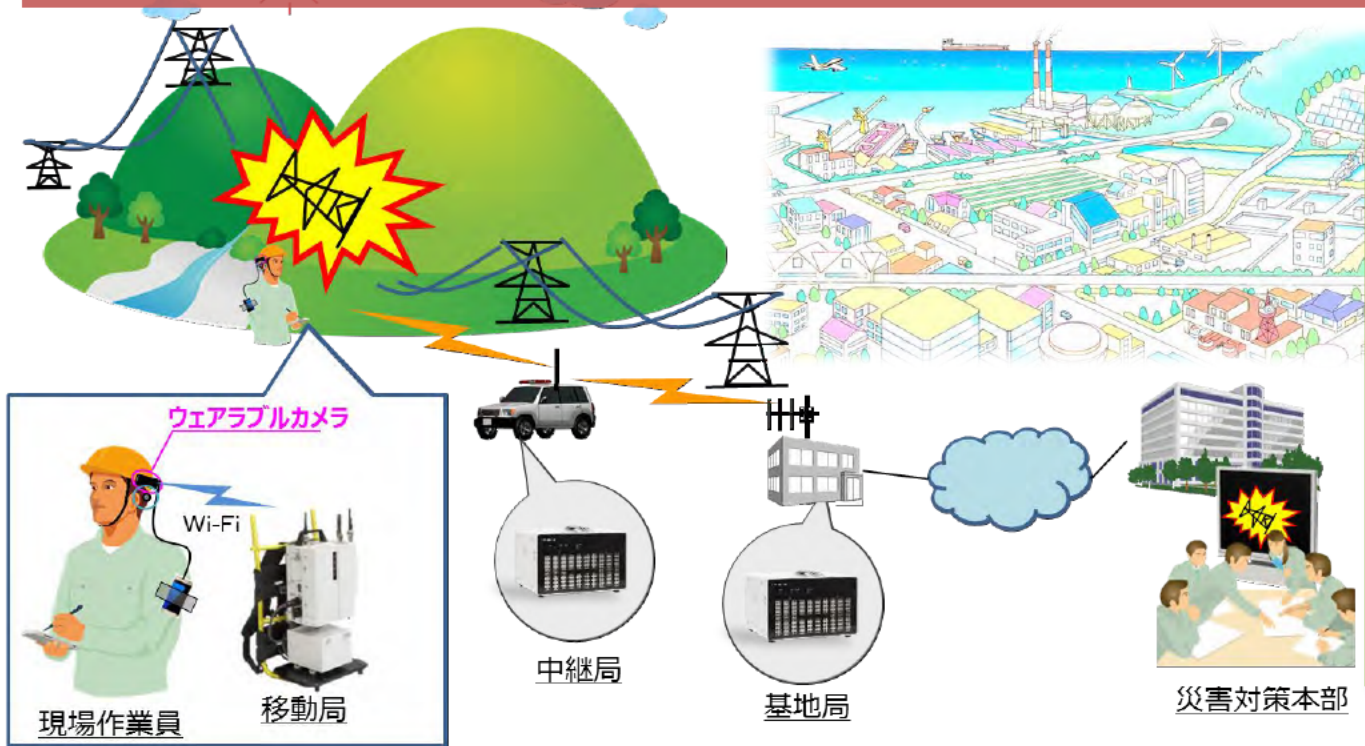 ウェアラブルカメラ
Wi-Fi
現場作業員
移動局
中継局
基地局
災害対策本部